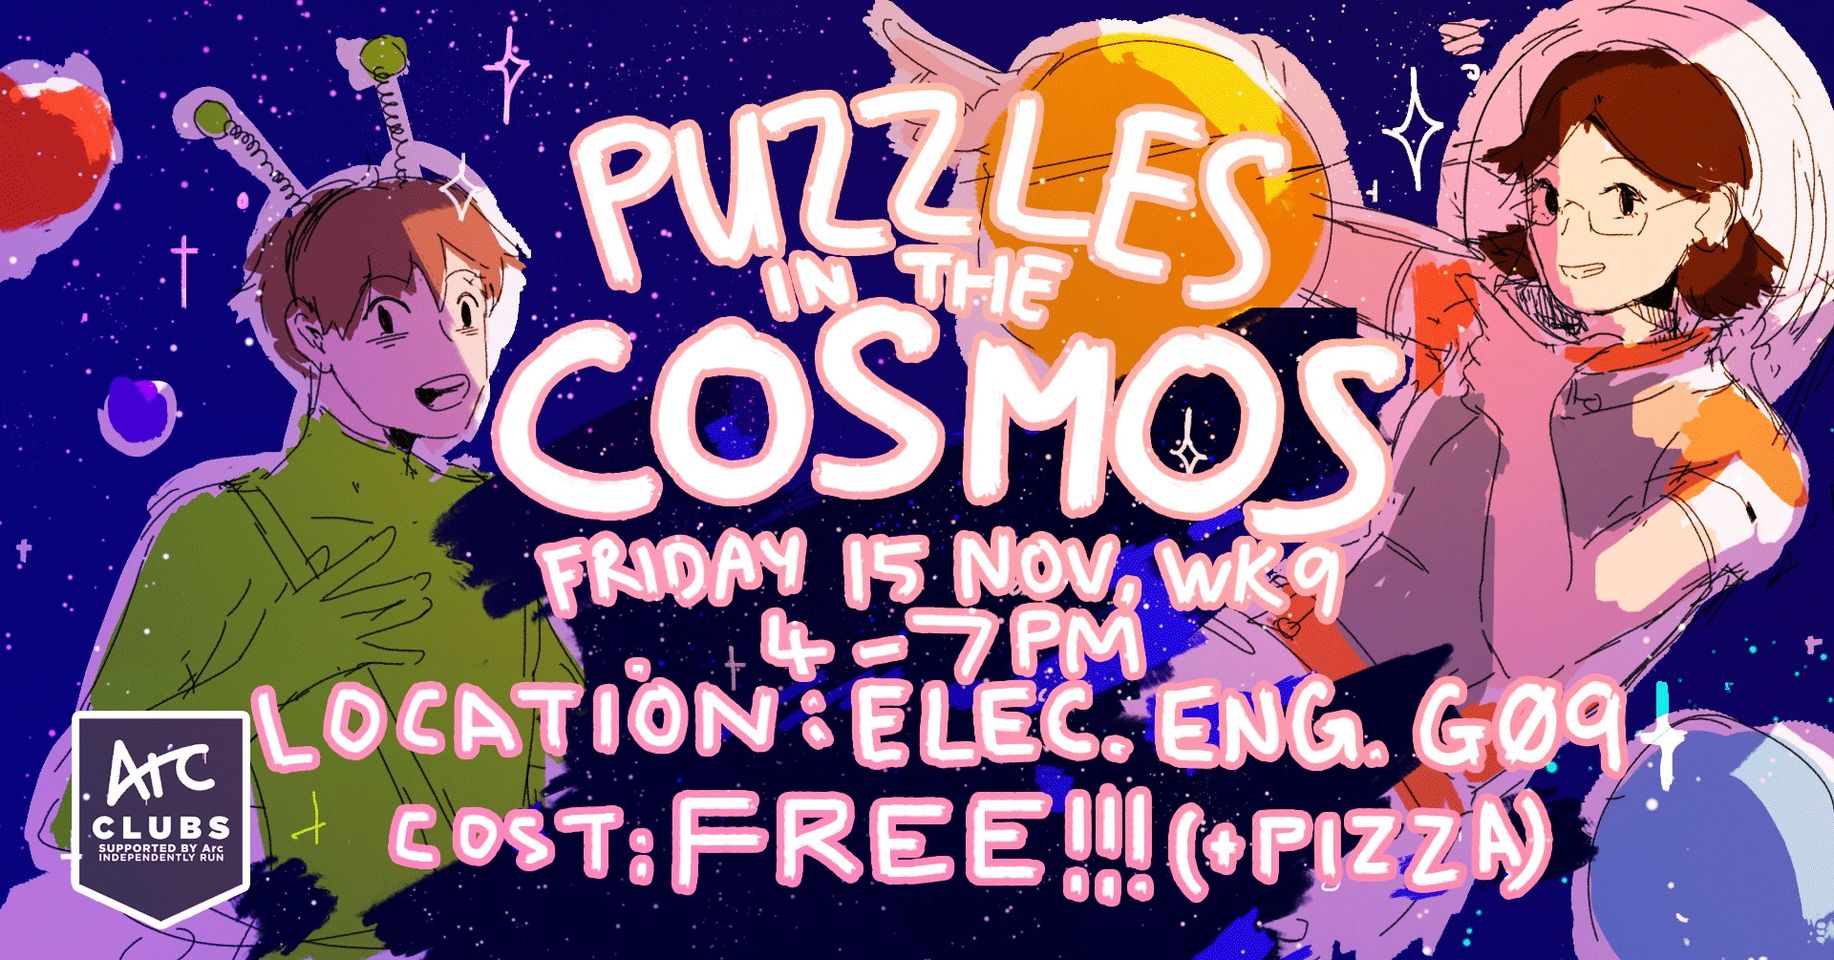 PUZZLES
IN THE
COSMOS
FRIDAY 15 NOV, WK9
4-7PM
LOCATION: ELEC. ENG. GØ9
COST: FREE!!! (+PIZZA)
Arc
CLUBS
SUPPORTED BY Arc
INDEPENDENTLY RUN